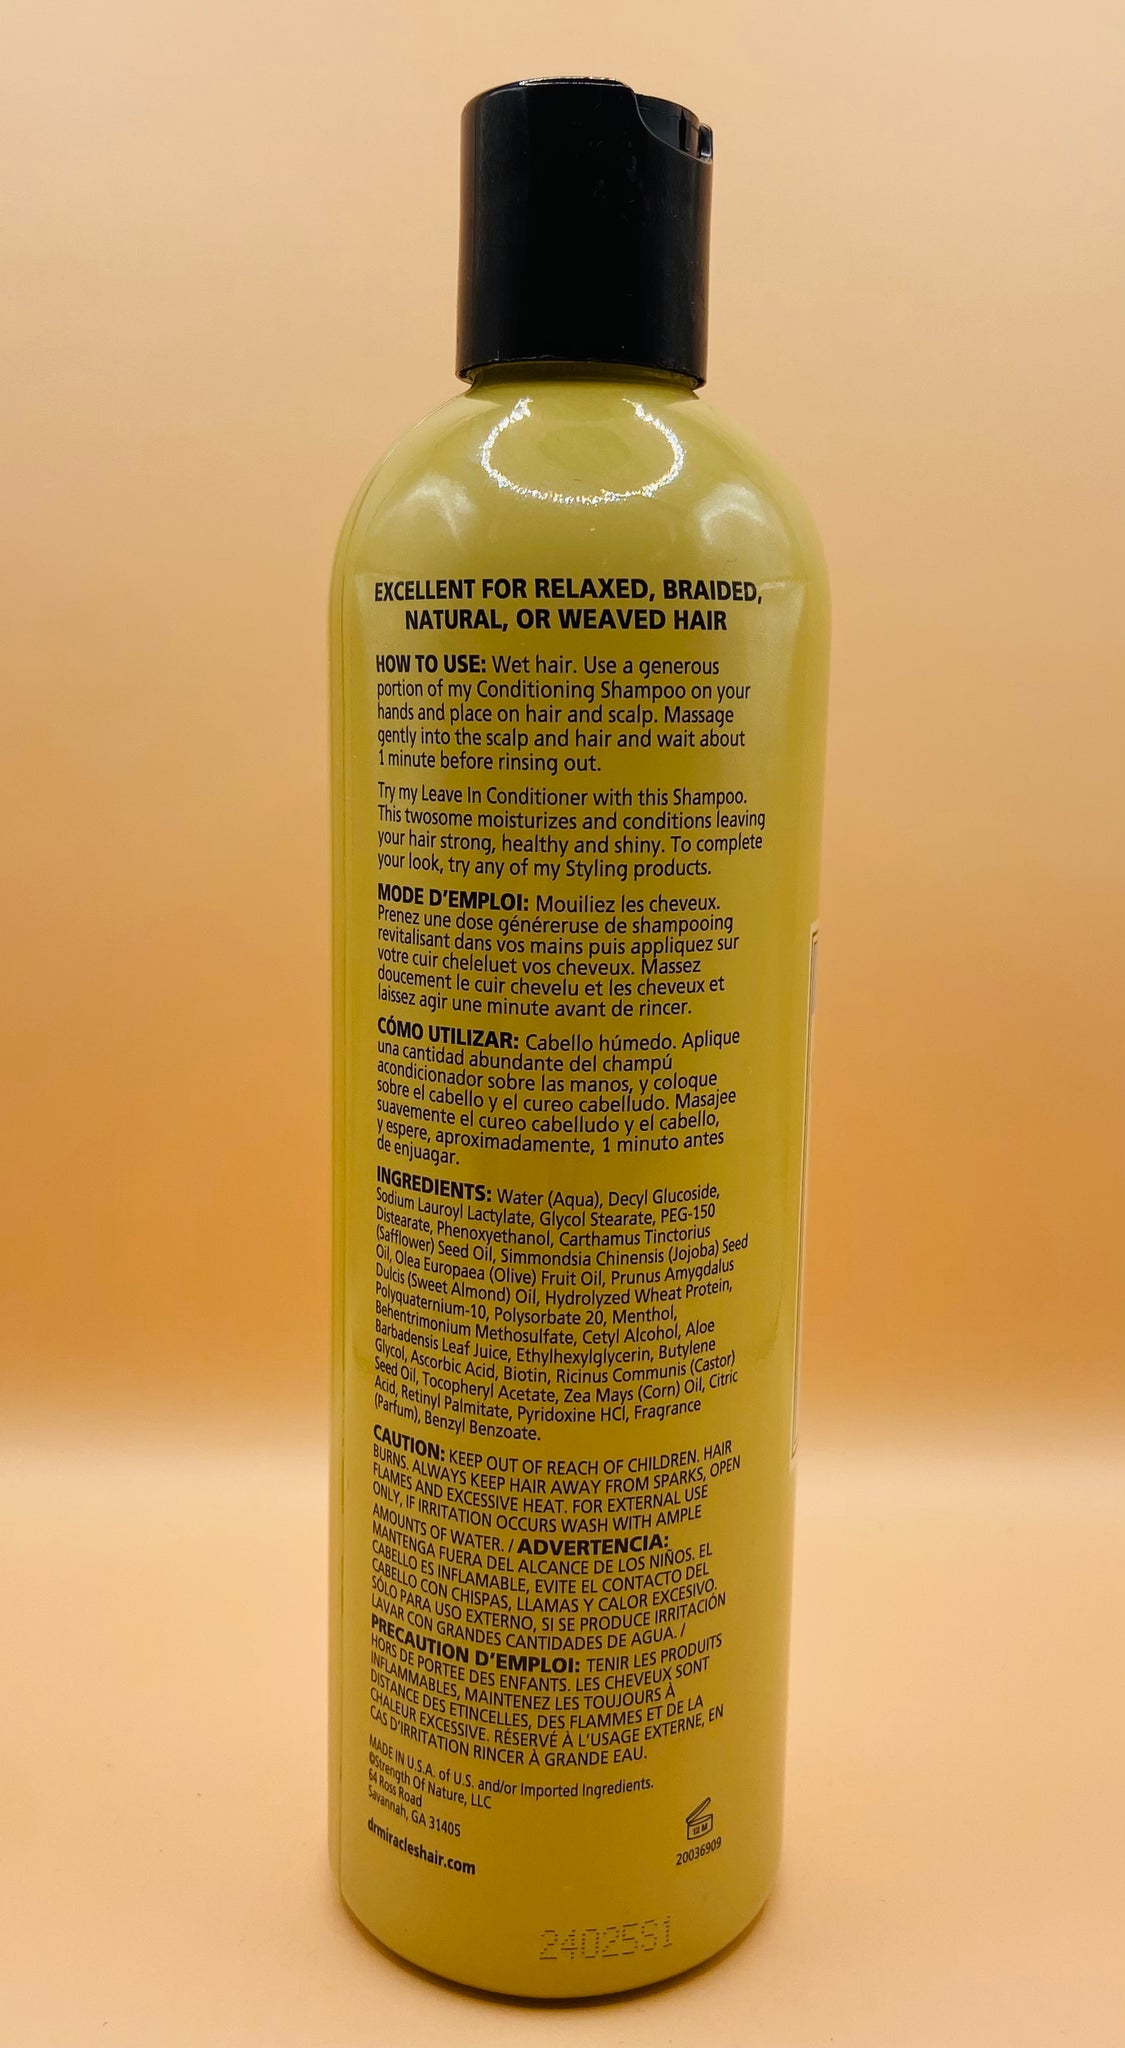 EXCELLENT FOR RELAXED, BRAIDED,
NATURAL, OR WEAVED HAIR
HOW TO USE: Wet hair. Use a generous
portion of my Conditioning Shampoo on your
hands and place on hair and scalp. Massage
gently into the scalp and hair and wait about
1 minute before rinsing out.
Try my Leave In Conditioner with this Shampoo.
This twosome moisturizes and conditions leaving
your hair strong, healthy and shiny. To complete
your look, try any of my Styling products.
MODE D'EMPLOI: Mouiliez les cheveux.
Prenez une dose généreruse de shampooing
revitalisant dans vos mains puis appliquez sur
votre cuir cheleluet vos cheveux. Massez
doucement le cuir chevelu et les cheveux et
laissez agir une minute avant de rincer.
CÓMO UTILIZAR: Cabello húmedo. Aplique
una cantidad abundante del champú
acondicionador sobre las manos, y coloque
sobre el cabello y el cureo cabelludo. Masajee
suavemente el cureo cabelludo y el cabello,
y espere, aproximadamente, 1 minuto antes
de enjuagar.
INGREDIENTS: Water (Aqua), Decyl Glucoside,
Sodium Lauroyl Lactylate, Glycol Stearate, PEG-150
Distearate, Phenoxyethanol, Carthamus Tinctorius
(Safflower) Seed Oil, Simmondsia Chinensis (Jojoba) Seed
Oil, Olea Europaea (Olive) Fruit Oil, Prunus Amygdalus
Dulcis (Sweet Almond) Oil, Hydrolyzed Wheat Protein,
Polyquaternium-10, Polysorbate 20, Menthol,
Behentrimonium Methosulfate, Cetyl Alcohol, Aloe
Barbadensis Leaf Juice, Ethylhexylglycerin, Butylene
Glycol, Ascorbic Acid, Biotin, Ricinus Communis (Castor)
Seed Oil, Tocopheryl Acetate, Zea Mays (Corn) Oil, Citric
Acid, Retinyl Palmitate, Pyridoxine HCl, Fragrance
(Parfum), Benzyl Benzoate.
CAUTION: KEEP OUT OF REACH OF CHILDREN. HAIR
BURNS. ALWAYS KEEP HAIR AWAY FROM SPARKS, OPEN
FLAMES AND EXCESSIVE HEAT. FOR EXTERNAL USE
ONLY, IF IRRITATION OCCURS WASH WITH AMPLE
AMOUNTS OF WATER. / ADVERTENCIA:
MANTENGA FUERA DEL ALCANCE DE LOS NIÑOS. EL
CABELLO ES INFLAMABLE, EVITE EL CONTACTO DEL
CABELLO CON CHISPAS, LLAMAS Y CALOR EXCESIVO.
SÓLO PARA USO EXTERNO, SI SE PRODUCE IRRITACIÓN
LAVAR CON GRANDES CANTIDADES DE AGUA. /
PRECAUTION D'EMPLOI: TENIR LES PRODUITS
HORS DE PORTEE DES ENFANTS. LES CHEVEUX SONT
INFLAMMABLES, MAINTENEZ LES TOUJOURS À
DISTANCE DES ETINCELLES, DES FLAMMES ET DE LA
CHALEUR EXCESSIVE. RÉSERVÉ À L'USAGE EXTERNE, EN
CAS D'IRRITATION RINCER À GRANDE EAU.
MADE IN U.S.A. of U.S. and/or Imported Ingredients.
©Strength Of Nature, LLC
64 Ross Road
Savannah, GA 31405
drmiracleshair.com
12 M
20036909
24025S1